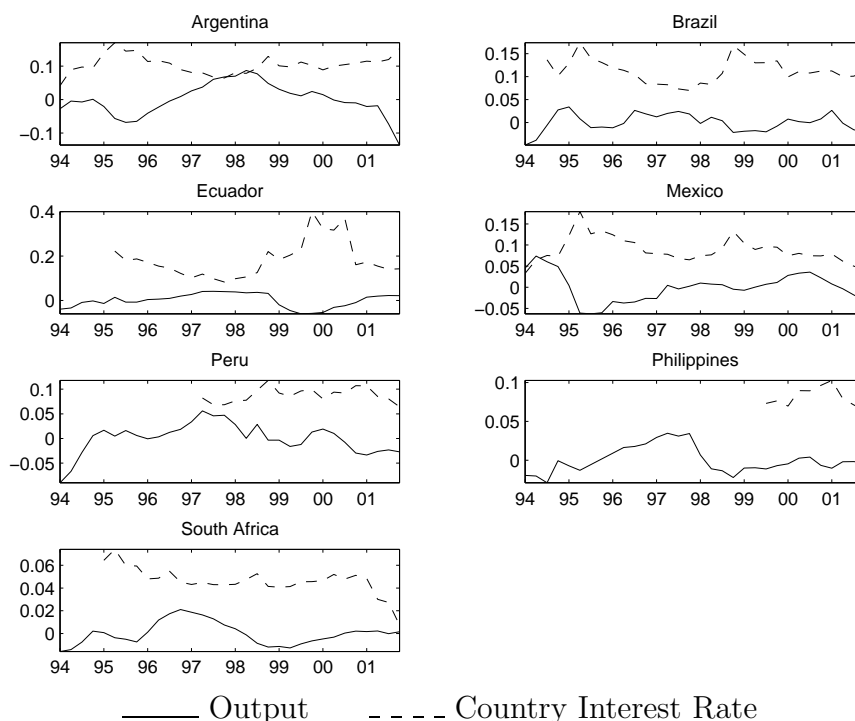 Argentina
0.1
0
−0.1
94 95 96 97 98 99 00 01
Brazil
0.15
0.1
0.05
0
94 95 96 97 98 99 00 01
Ecuador
0.4
0.2
0
94 95 96 97 98 99 00 01
Mexico
0.15
0.1
0.05
0
−0.05
94 95 96 97 98 99 00 01
Peru
0.1
0.05
0
−0.05
94 95 96 97 98 99 00 01
Philippines
0.1
0.05
0
94 95 96 97 98 99 00 01
South Africa
0.06
0.04
0.02
0
94 95 96 97 98 99 00 01
Output Country Interest Rate